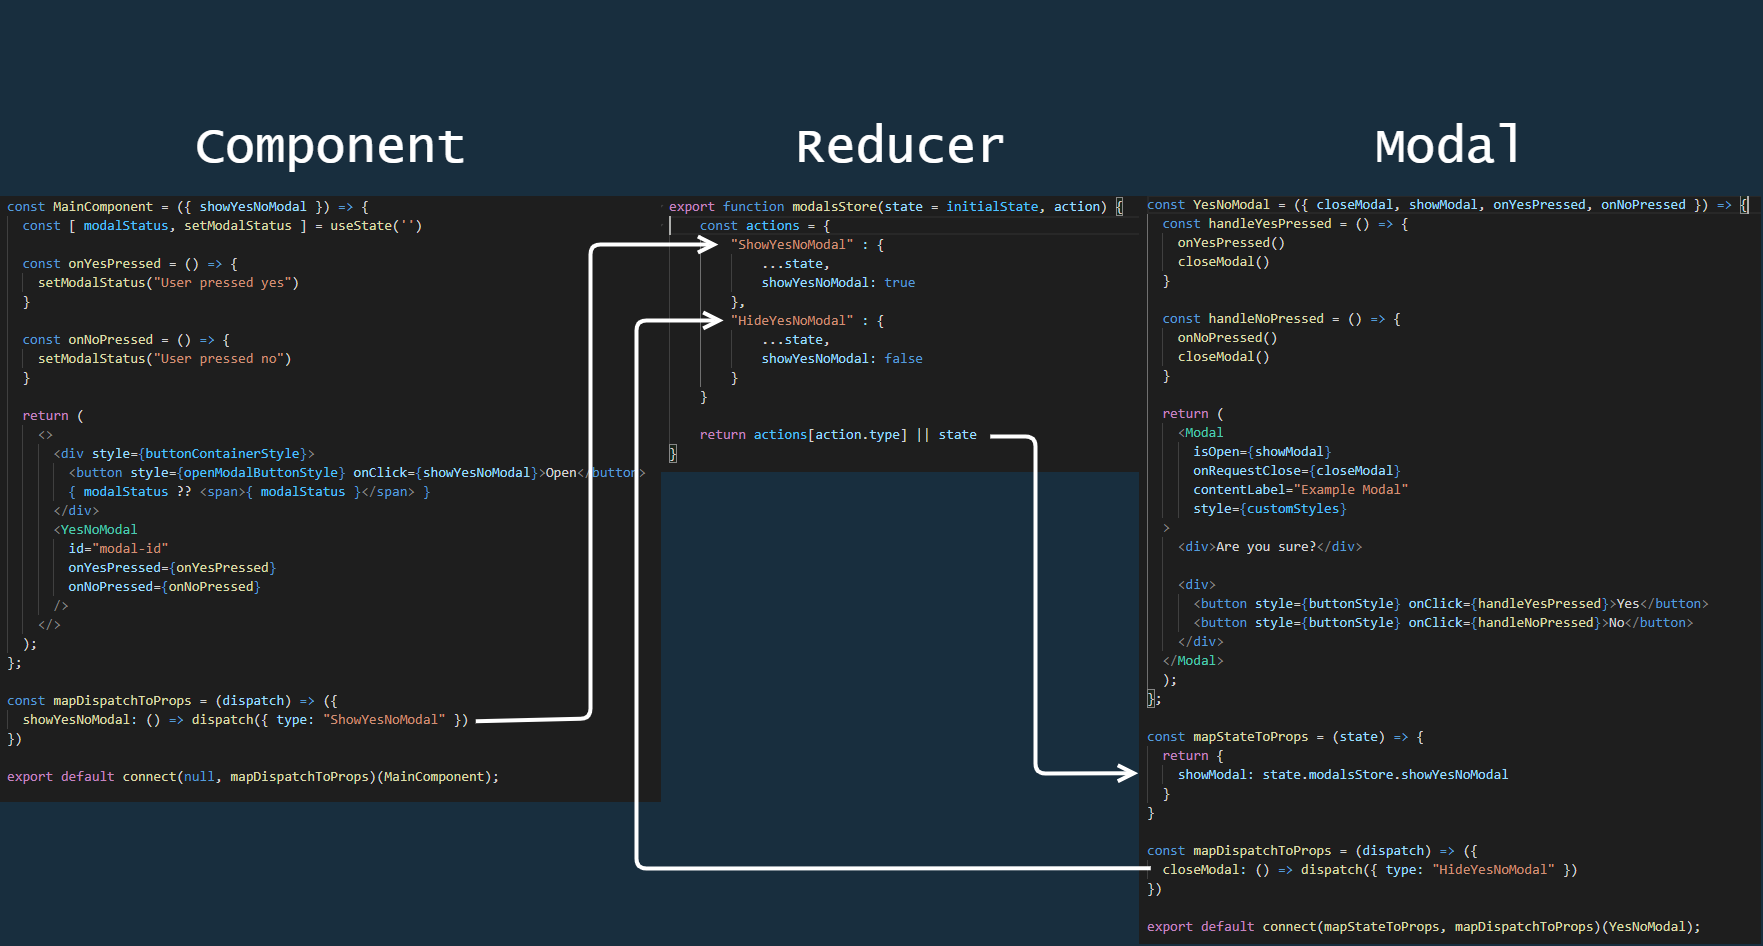 Component
const MainComponent = ({ showYesNoModal }) => {
  const [ modalStatus, setModalStatus ] = useState('')

  const onYesPressed = () => {
    setModalStatus("User pressed yes")
  }

  const onNoPressed = () => {
    setModalStatus("User pressed no")
  }

  return (
    <>
      <div style={buttonContainerStyle}>
        <button style={openModalButtonStyle} onClick={showYesNoModal}>Open</button>
        { modalStatus ?? <span>{ modalStatus }</span> }
      </div>
      <YesNoModal
        id="modal-id"
        onYesPressed={onYesPressed}
        onNoPressed={onNoPressed}
      />
    </>
  );
};

const mapDispatchToProps = (dispatch) => ({
  showYesNoModal: () => dispatch({ type: "ShowYesNoModal" })
})

export default connect(null, mapDispatchToProps)(MainComponent);
Reducer
export function modalsStore(state = initialState, action) {
    const actions = {
        "ShowYesNoModal" : {
            ...state,
            showYesNoModal: true
        },
        "HideYesNoModal" : {
            ...state,
            showYesNoModal: false
        }
    }

    return actions[action.type] || state
}
Modal
const YesNoModal = ({ closeModal, showModal, onYesPressed, onNoPressed }) => {
  const handleYesPressed = () => {
    onYesPressed()
    closeModal()
  }

  const handleNoPressed = () => {
    onNoPressed()
    closeModal()
  }

  return (
    <Modal
      isOpen={showModal}
      onRequestClose={closeModal}
      contentLabel="Example Modal"
      style={customStyles}
  >
    <div>Are you sure?</div>

    <div>
      <button style={buttonStyle} onClick={handleYesPressed}>Yes</button>
      <button style={buttonStyle} onClick={handleNoPressed}>No</button>
    </div>
  </Modal>
  );
};

const mapStateToProps = (state) => {
  return {
    showModal: state.modalsStore.showYesNoModal
  }
}

const mapDispatchToProps = (dispatch) => ({
  closeModal: () => dispatch({ type: "HideYesNoModal" })
})

export default connect(mapStateToProps, mapDispatchToProps)(YesNoModal);